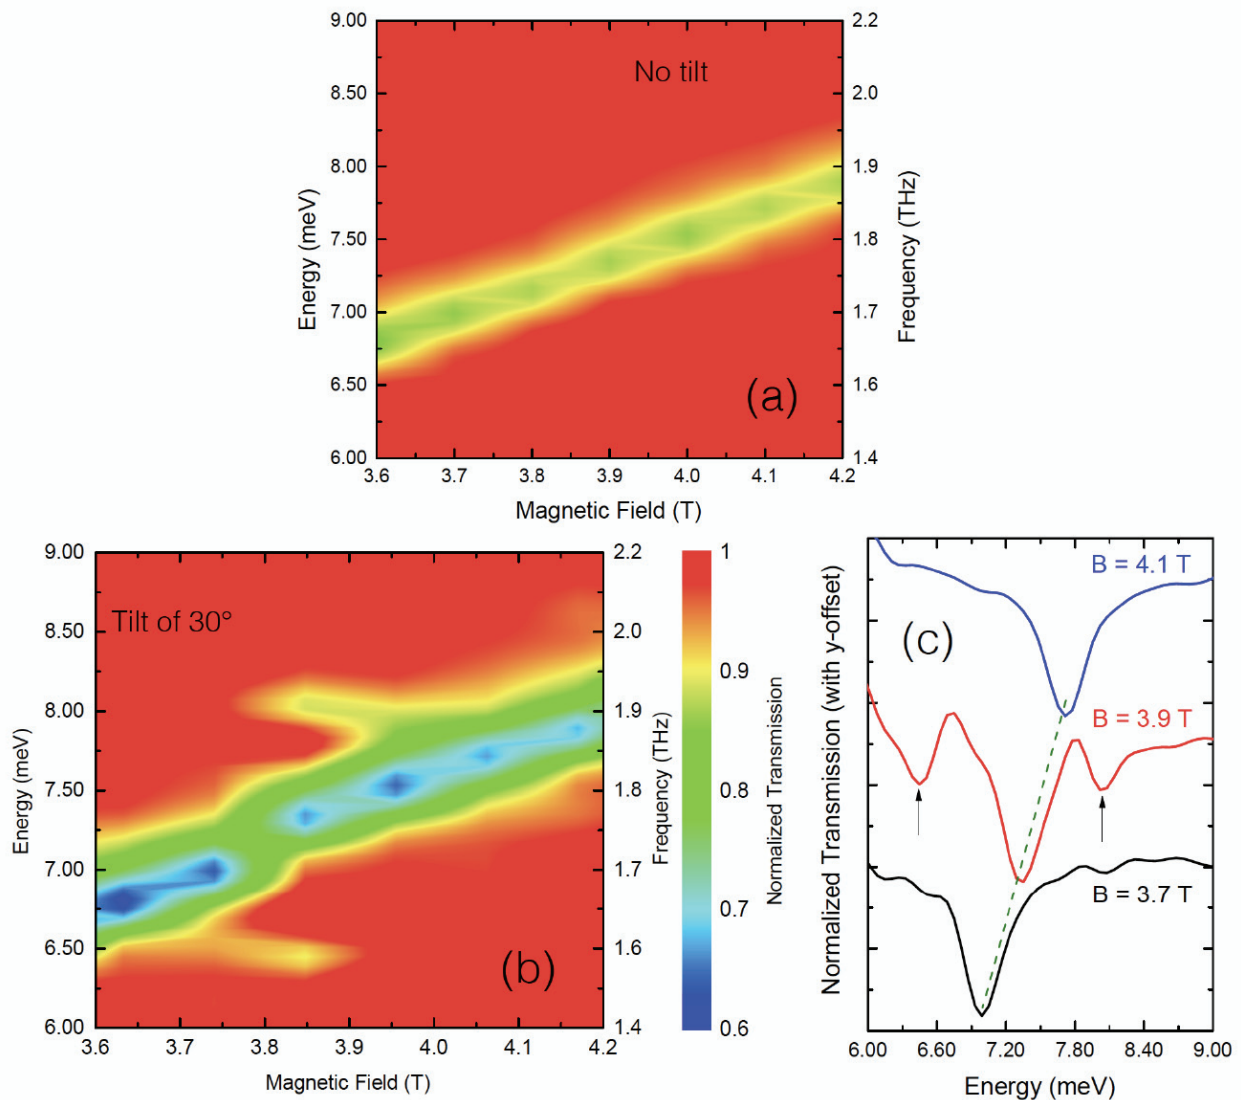 9.00
8.50
8.00
7.50
7.00
6.50
6.00
Energy (meV)
No tilt
(a)
2.2
2.0
1.9
1.8
1.7
1.6
1.4
Frequency (THz)
3.6 3.7 3.8 3.9 4.0 4.1 4.2
Magnetic Field (T)
9.00
8.50
8.00
7.50
7.00
6.50
6.00
Energy (meV)
Tilt of 30°
(b)
2.2
2.0
1.9
1.8
1.7
1.6
1.4
Frequency (THz)
3.6 3.7 3.8 3.9 4.0 4.1 4.2
Magnetic Field (T)
Normalized Transmission
1
0.9
0.8
0.7
0.6
Normalized Transmission (with y-offset)
B = 4.1 T
(c)
B = 3.9 T
B = 3.7 T
6.00 6.60 7.20 7.80 8.40 9.00
Energy (meV)